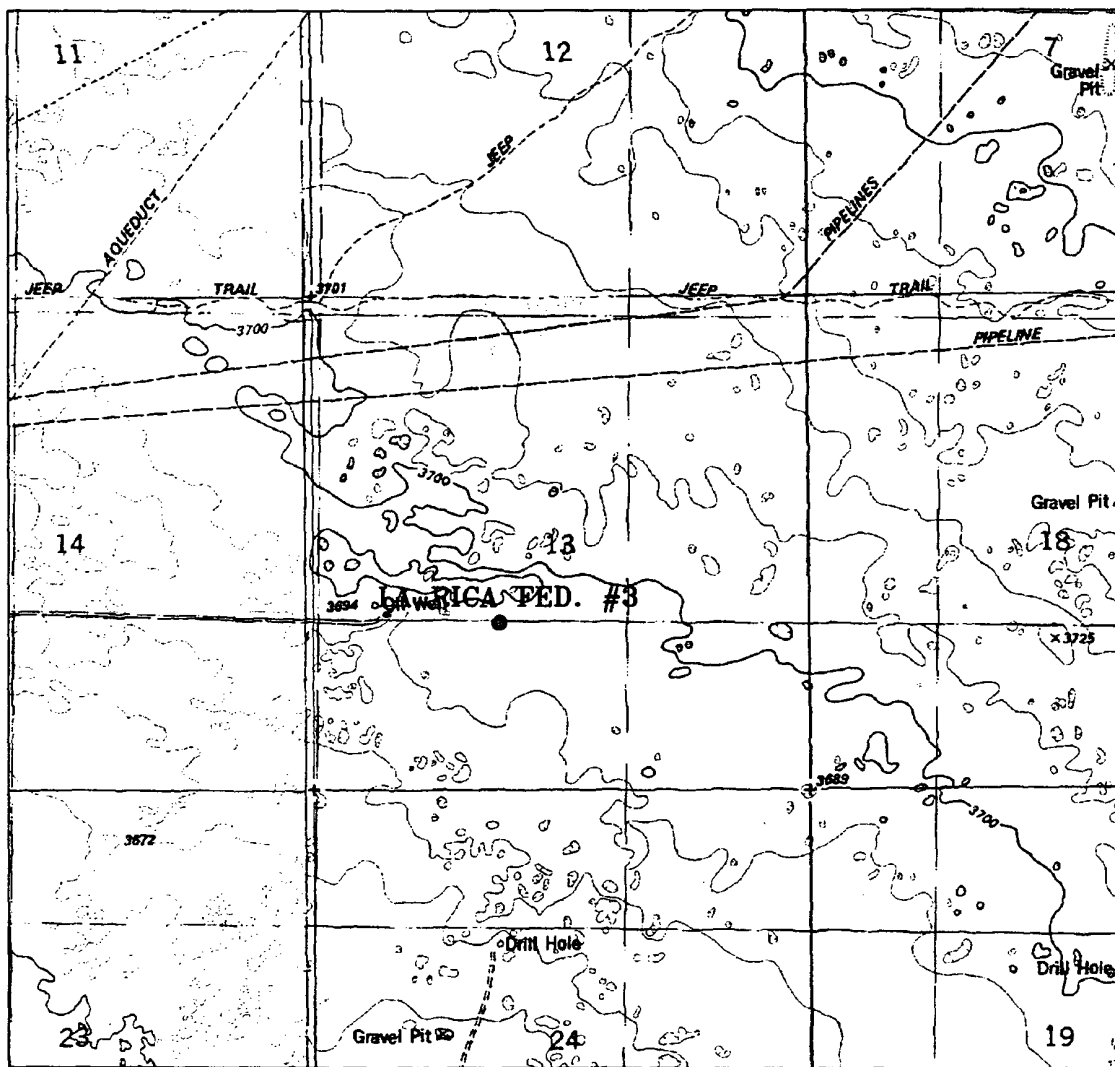 11 12 7
Gravel
Pit
JEEP
AQUEDUCT
PIPELINES
JEEP TRAIL 3701 JEEP TRAIL
3700
PIPELINE
3700
Gravel Pit
14 13 18
LA RICA FED. #3
3694 Oil Well
3725
3689
3700
3672
Drill Hole
Drill Hole
23 Gravel Pit 24 19